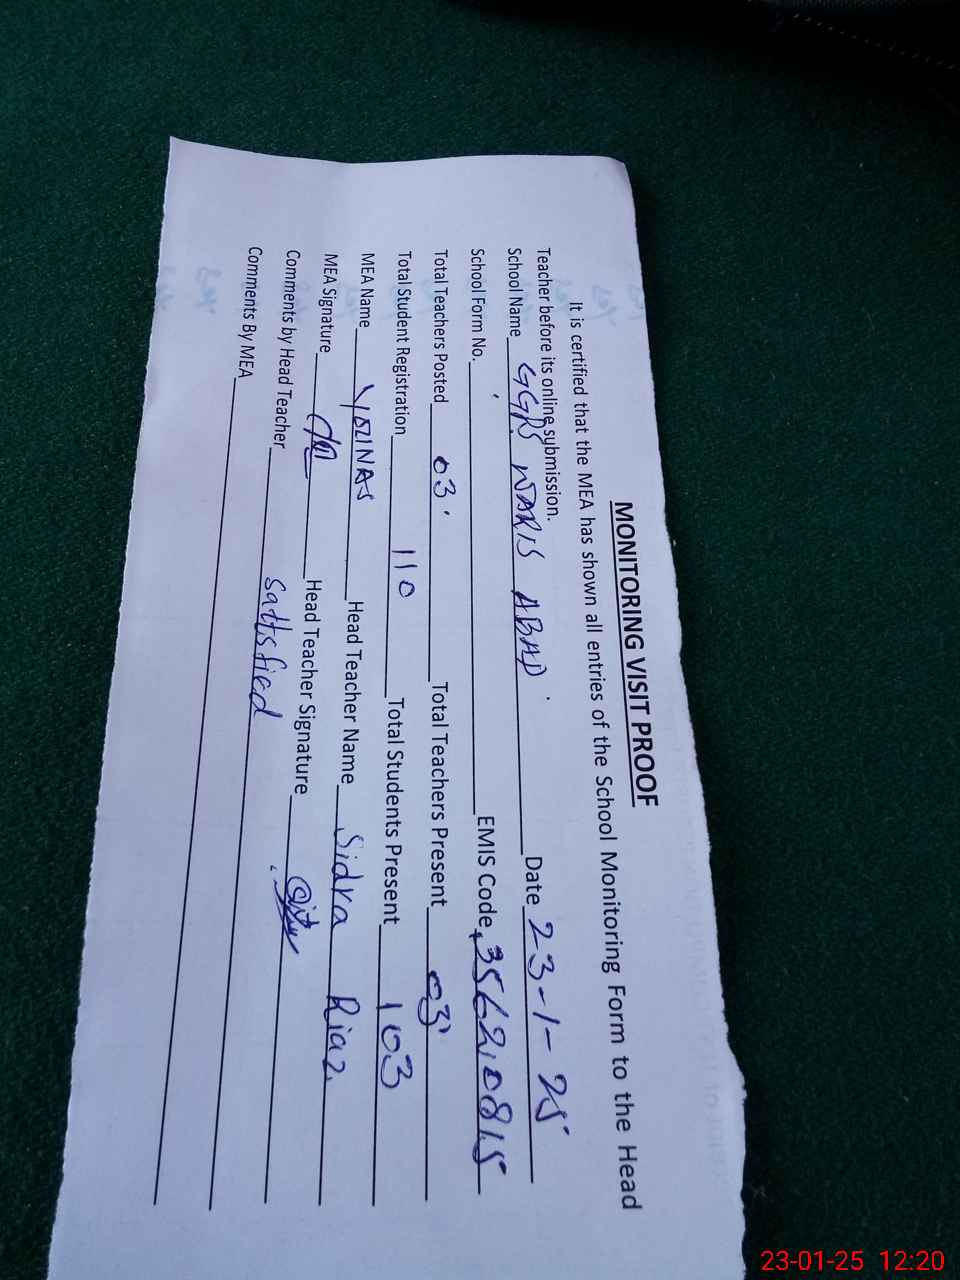 MONITORING VISIT PROOF
It is certified that the MEA has shown all entries of the School Monitoring Form to the Head
Teacher before its online submission.
School Name GGPS WARIS ABAD Date 23-1-25
School Form No. EMIS Code 35620815
Total Teachers Posted 03 Total Teachers Present 03
Total Student Registration 110 Total Students Present 103
MEA Name YOUNAS Head Teacher Name Sidra Riaz
MEA Signature Head Teacher Signature
Comments by Head Teacher Satisfied
Comments By MEA
23-01-25 12:20